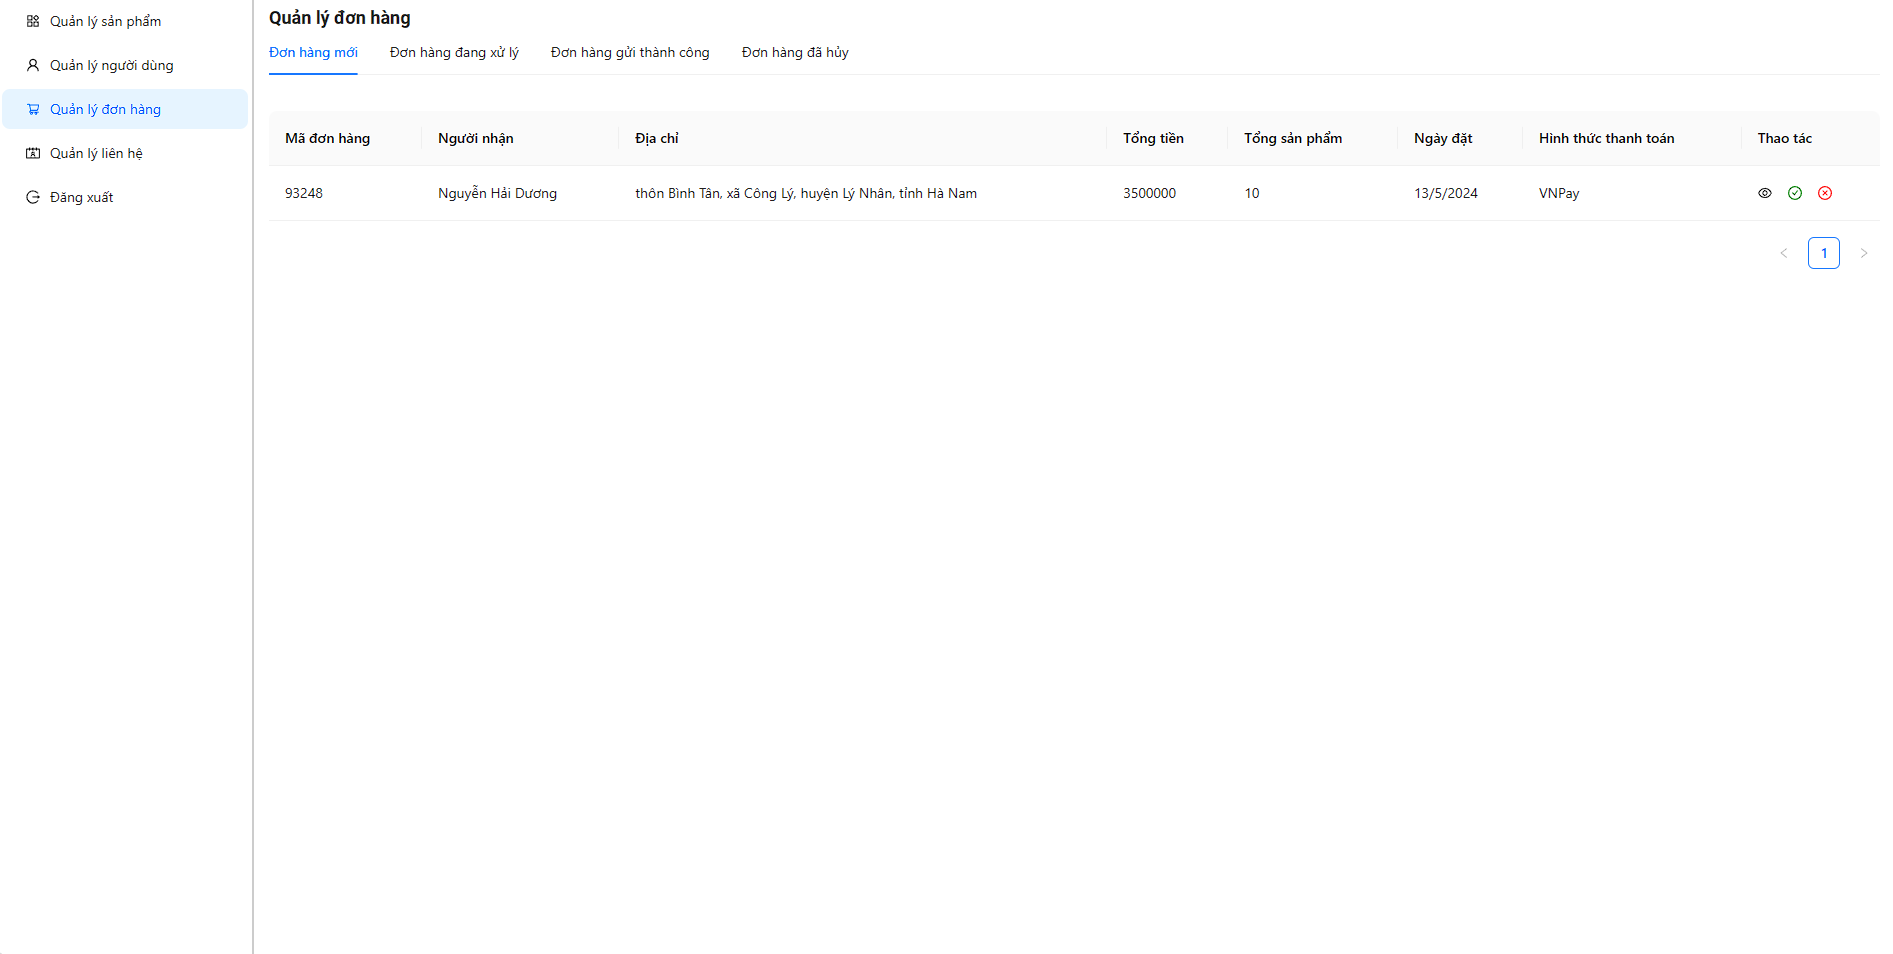 Quản lý sản phẩm
Quản lý người dùng
Quản lý đơn hàng
Quản lý liên hệ
Đăng xuất
Quản lý đơn hàng
Đơn hàng mới Đơn hàng đang xử lý Đơn hàng gửi thành công Đơn hàng đã hủy
Mã đơn hàng Người nhận Địa chỉ Tổng tiền Tổng sản phẩm Ngày đặt Hình thức thanh toán Thao tác
93248 Nguyễn Hải Dương thôn Bình Tân, xã Công Lý, huyện Lý Nhân, tỉnh Hà Nam 3500000 10 13/5/2024 VNPay
1